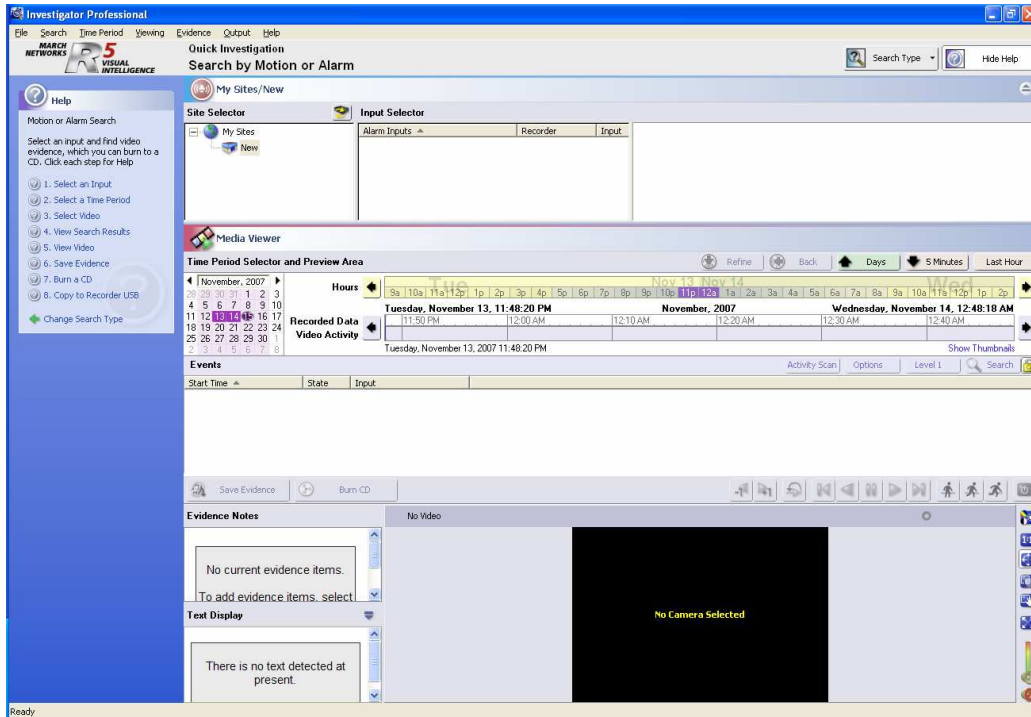 Investigator Professional
File Search Time Period Viewing Evidence Output Help
MARCH NETWORKS R5 VISUAL INTELLIGENCE
Quick Investigation
Search by Motion or Alarm
Search Type
Hide Help
Help
Motion or Alarm Search
Select an input and find video
evidence, which you can burn to a
CD. Click each step for Help
1. Select an Input
2. Select a Time Period
3. Select Video
4. View Search Results
5. View Video
6. Save Evidence
7. Burn a CD
8. Copy to Recorder USB
Change Search Type
My Sites/New
Site Selector
My Sites
New
Input Selector
Alarm Inputs Recorder Input
Media Viewer
Time Period Selector and Preview Area
Refine Back Days 5 Minutes Last Hour
November, 2007
28 29 30 31 1 2 3
4 5 6 7 8 9 10
11 12 13 14 15 16 17
18 19 20 21 22 23 24
25 26 27 28 29 30 1
2 3 4 5 6 7 8
Hours
Tue Nov 13 Nov 14 Wed
9a 10a 11a 12p 1p 2p 3p 4p 5p 6p 7p 8p 9p 10p 11p 12a 1a 2a 3a 4a 5a 6a 7a 8a 9a 10a 11a 12p 1p 2p
Tuesday, November 13, 11:48:20 PM November, 2007 Wednesday, November 14, 12:48:18 AM
Recorded Data
Video Activity
11:50 PM 12:00 AM 12:10 AM 12:20 AM 12:30 AM 12:40 AM
Tuesday, November 13, 2007 11:48:20 PM
Show Thumbnails
Events
Activity Scan Options Level 1 Search
Start Time State Input
Save Evidence Burn CD
Evidence Notes
No current evidence items.
To add evidence items, select
Text Display
There is no text detected at
present.
No Video
No Camera Selected
1:1
Ready